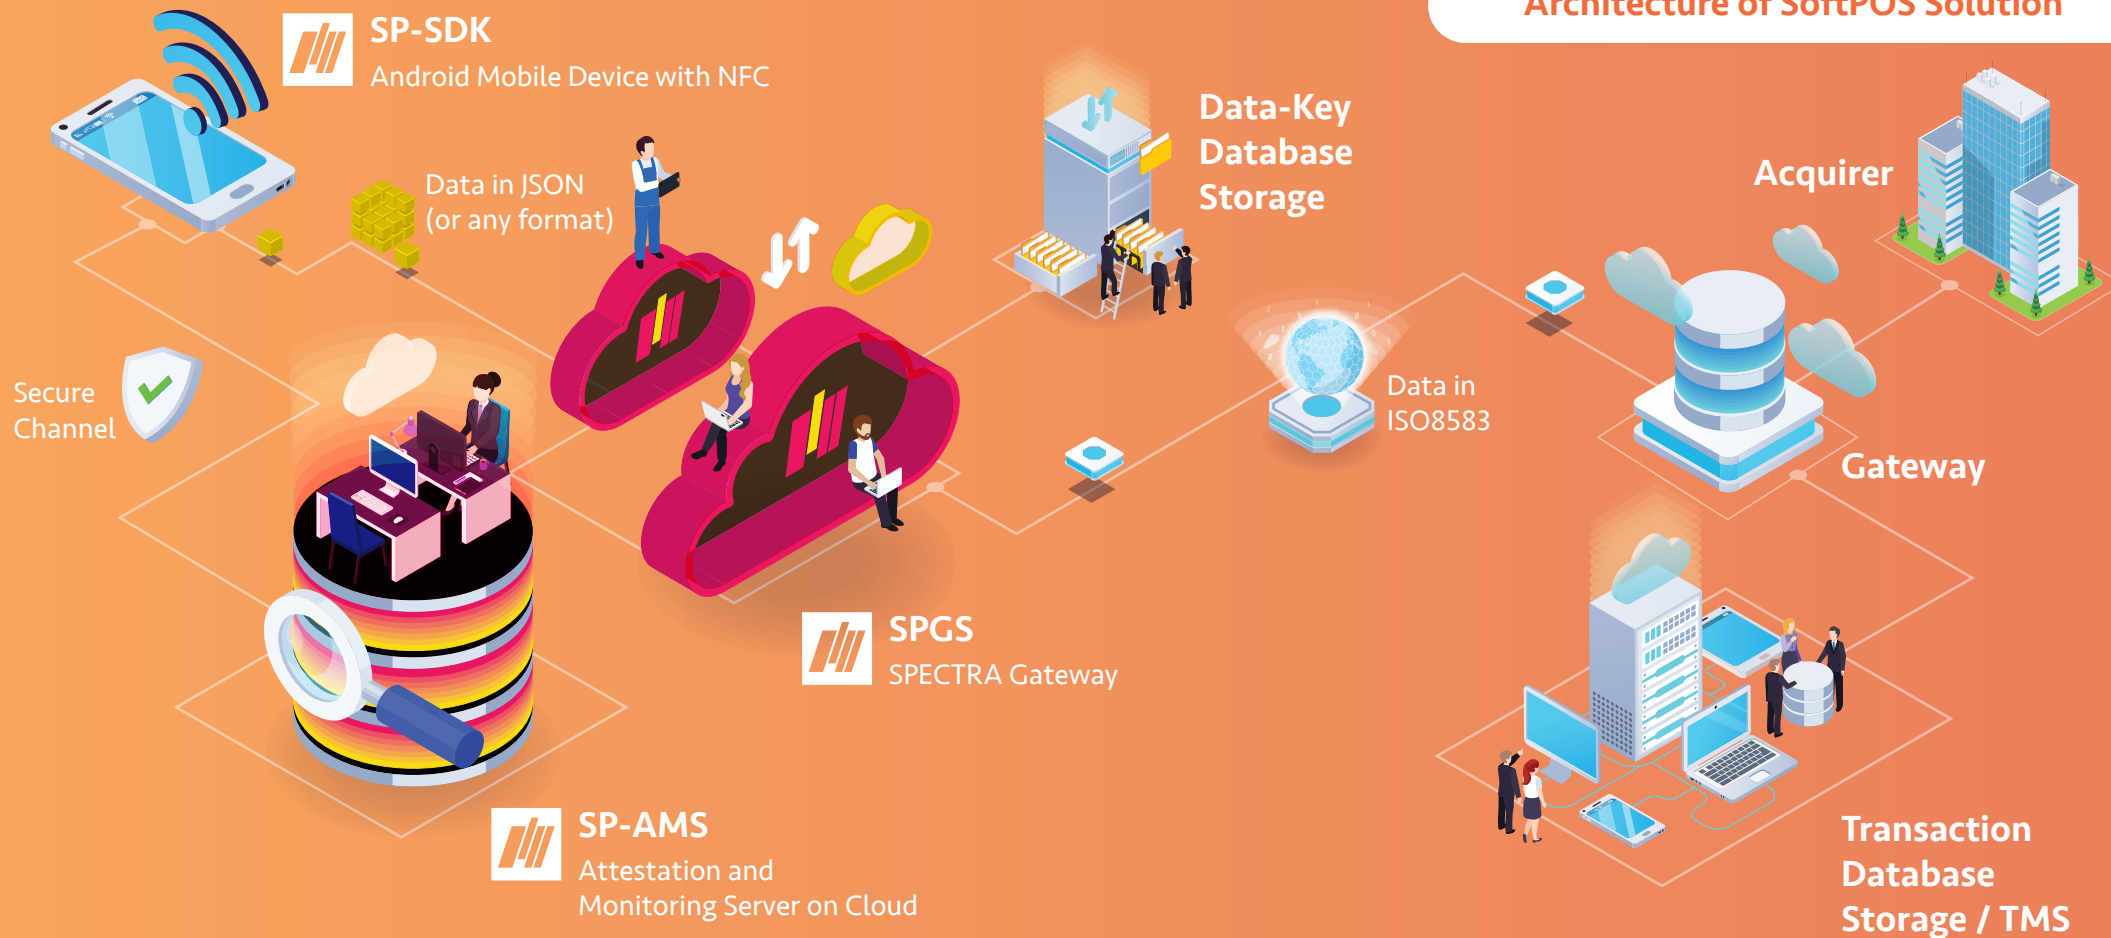 Architecture of SoftPOS Solution
SP-SDK
Android Mobile Device with NFC
Data in JSON
(or any format)
Data-Key
Database
Storage
Acquirer
Secure
Channel
Data in
ISO8583
Gateway
SPGS
SPECTRA Gateway
SP-AMS
Attestation and
Monitoring Server on Cloud
Transaction
Database
Storage / TMS